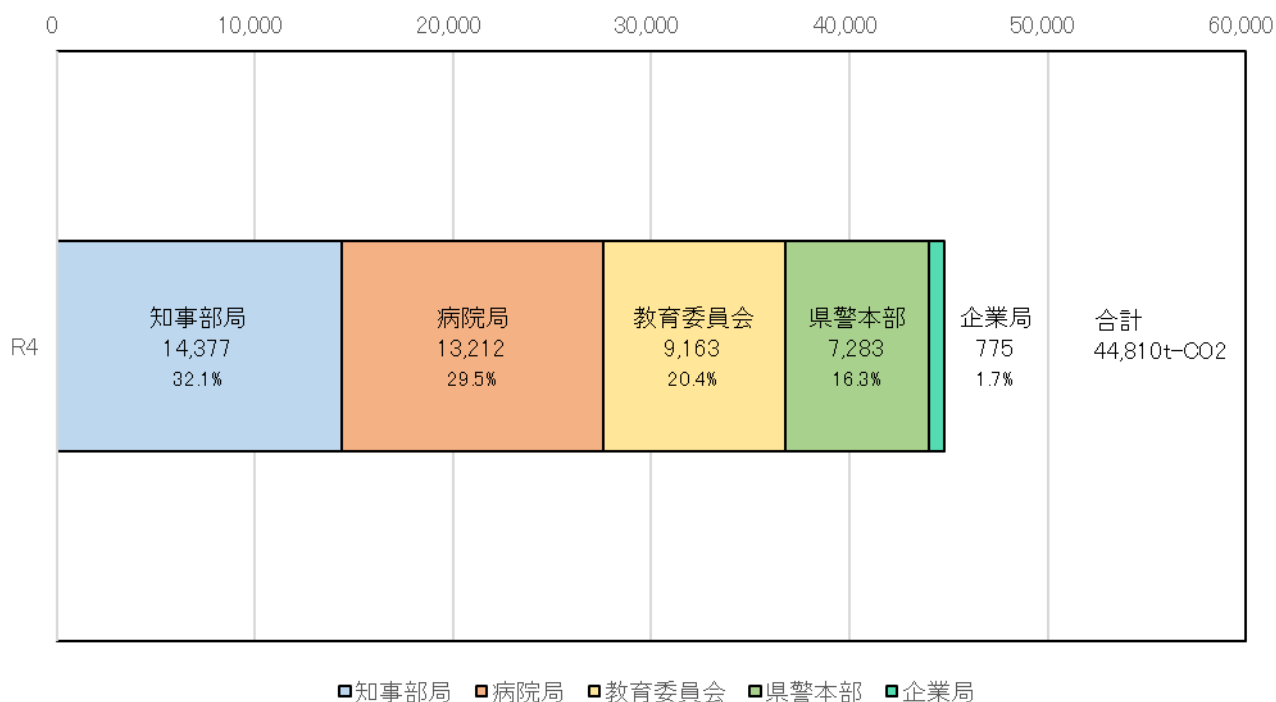 0 10,000 20,000 30,000 40,000 50,000 60,000
R4
知事部局
14,377
32.1%
病院局
13,212
29.5%
教育委員会
9,163
20.4%
県警本部
7,283
16.3%
企業局
775
1.7%
合計
44,810t-CO2
知事部局 病院局 教育委員会 県警本部 企業局